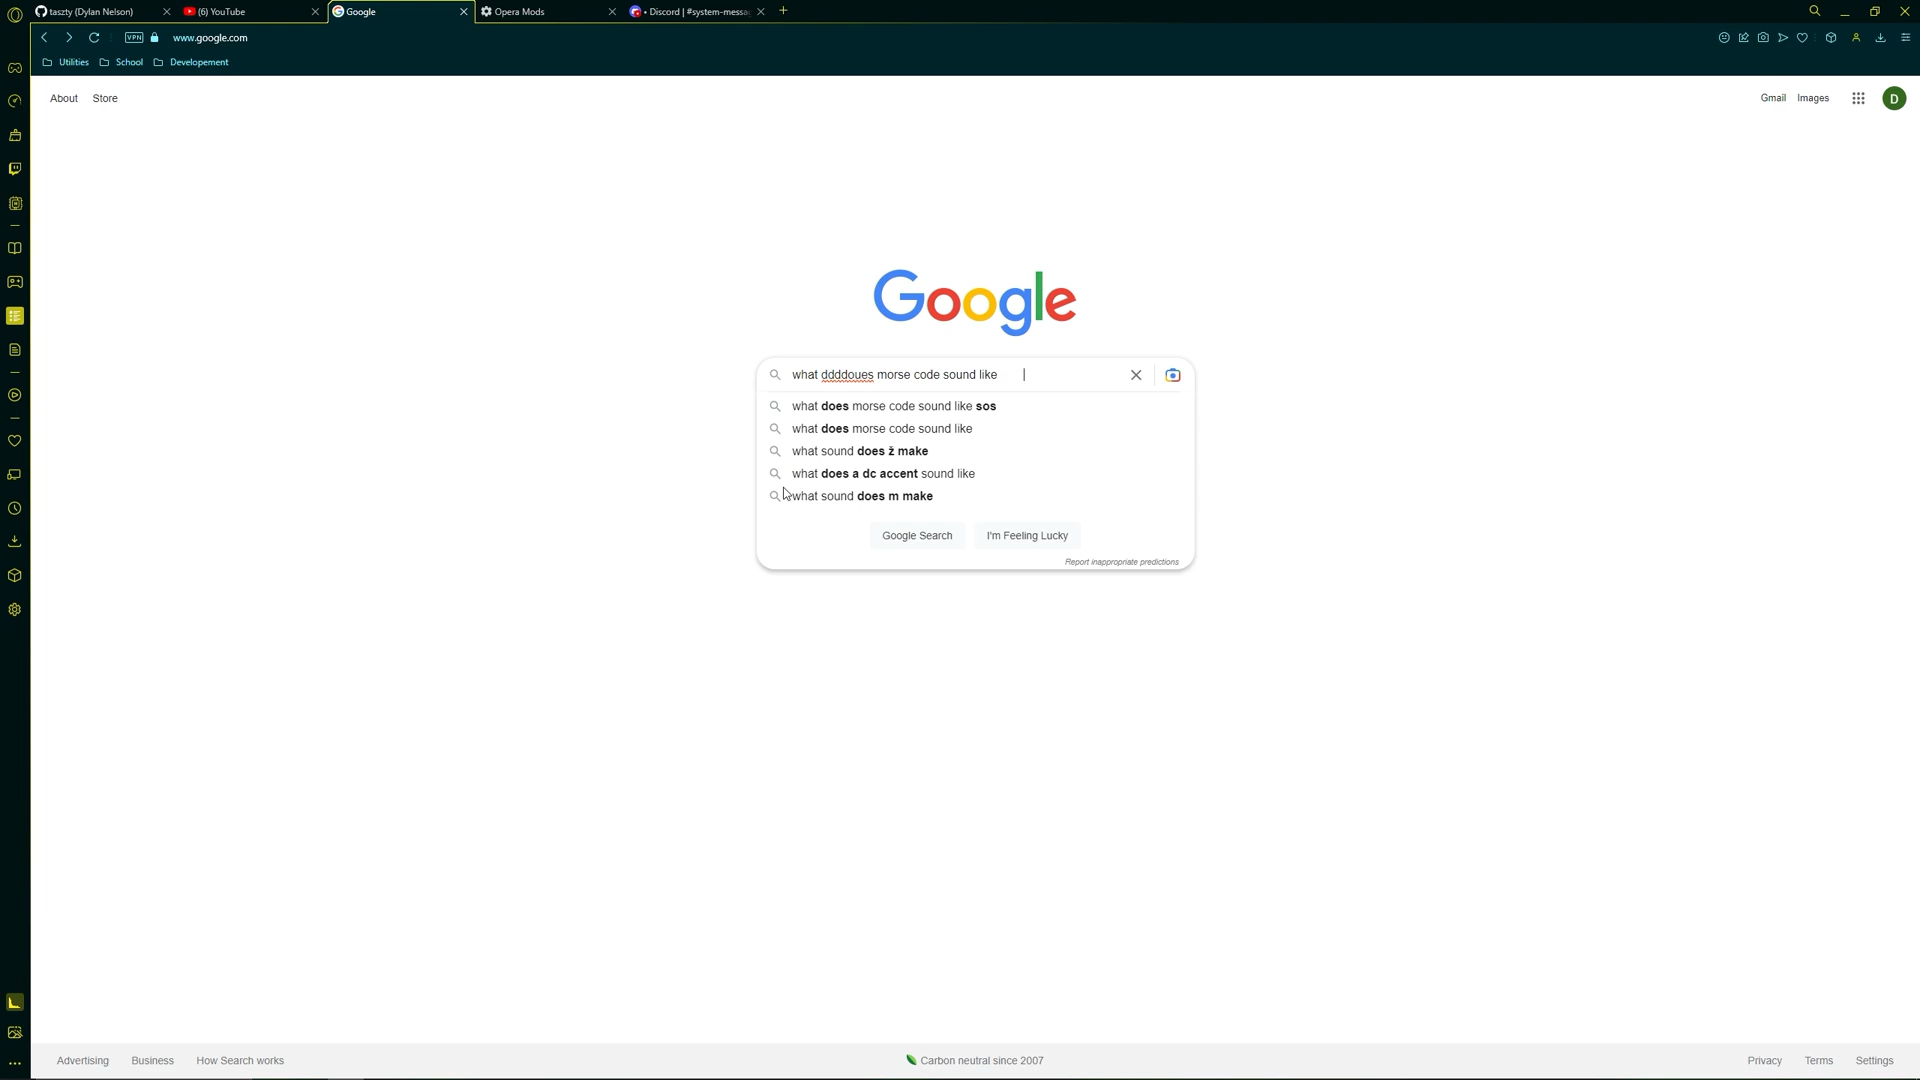 taszty (Dylan Nelson)
(6) YouTube
Google
Opera Mods
• Discord | #system-messa
VPN
www.google.com
Utilities
School
Developement
About
Store
Gmail
Images
D
Google
what ddddoues morse code sound like
what does morse code sound like sos
what does morse code sound like
what sound does ž make
what does a dc accent sound like
what sound does m make
Google Search
I'm Feeling Lucky
Report inappropriate predictions
Advertising
Business
How Search works
Carbon neutral since 2007
Privacy
Terms
Settings